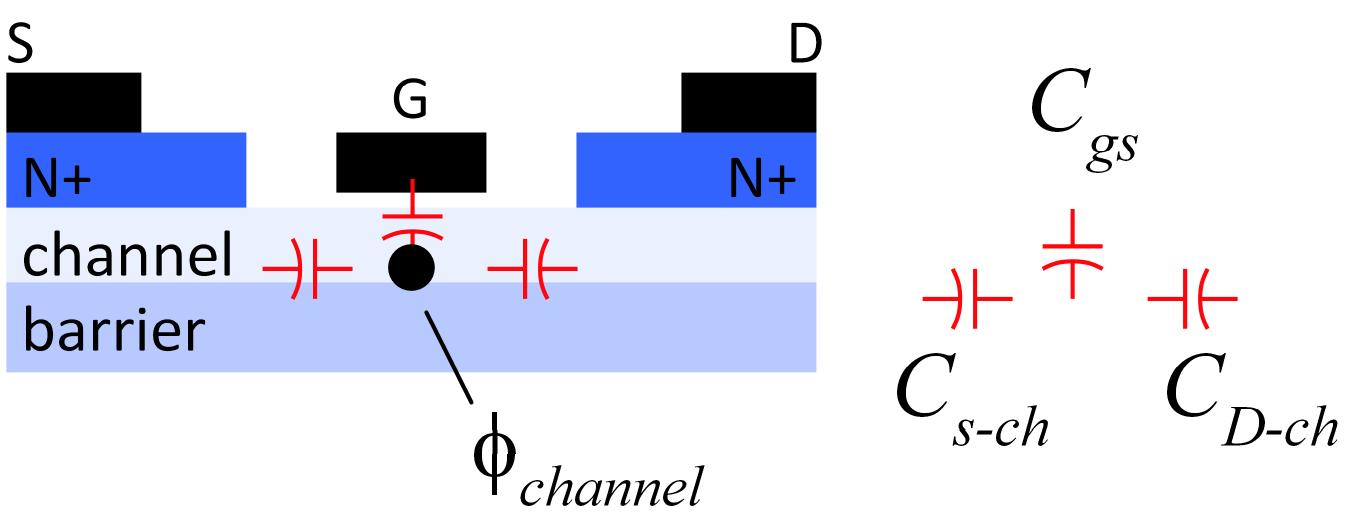 S
D
G
N+
N+
channel
barrier
ϕchannel
Cgs
Cs-ch
CD-ch